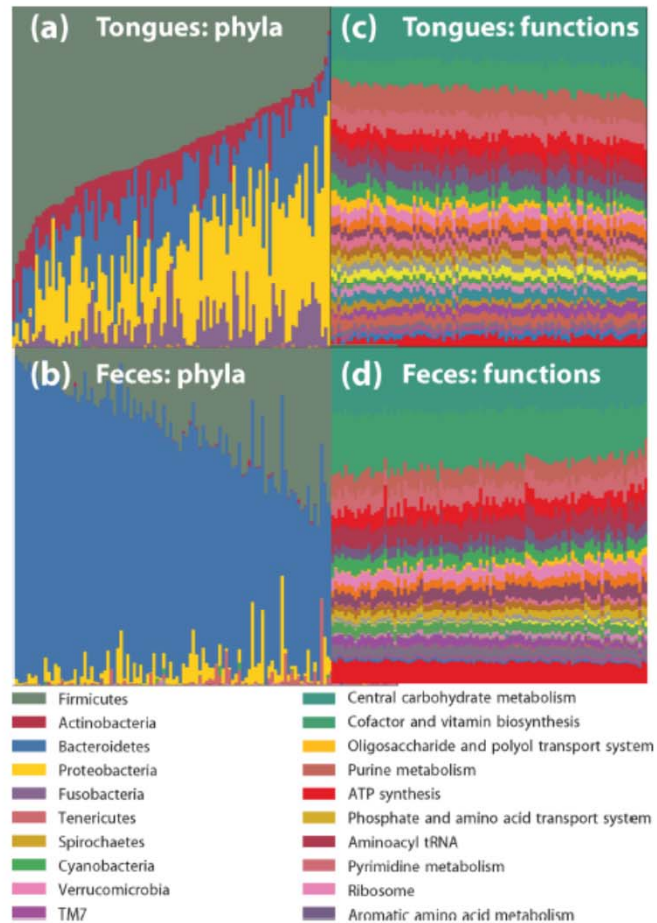 (a) Tongues: phyla
(c) Tongues: functions
(b) Feces: phyla
(d) Feces: functions
Firmicutes
Actinobacteria
Bacteroidetes
Proteobacteria
Fusobacteria
Tenericutes
Spirochaetes
Cyanobacteria
Verrucomicrobia
TM7
Central carbohydrate metabolism
Cofactor and vitamin biosynthesis
Oligosaccharide and polyol transport system
Purine metabolism
ATP synthesis
Phosphate and amino acid transport system
Aminoacyl tRNA
Pyrimidine metabolism
Ribosome
Aromatic amino acid metabolism